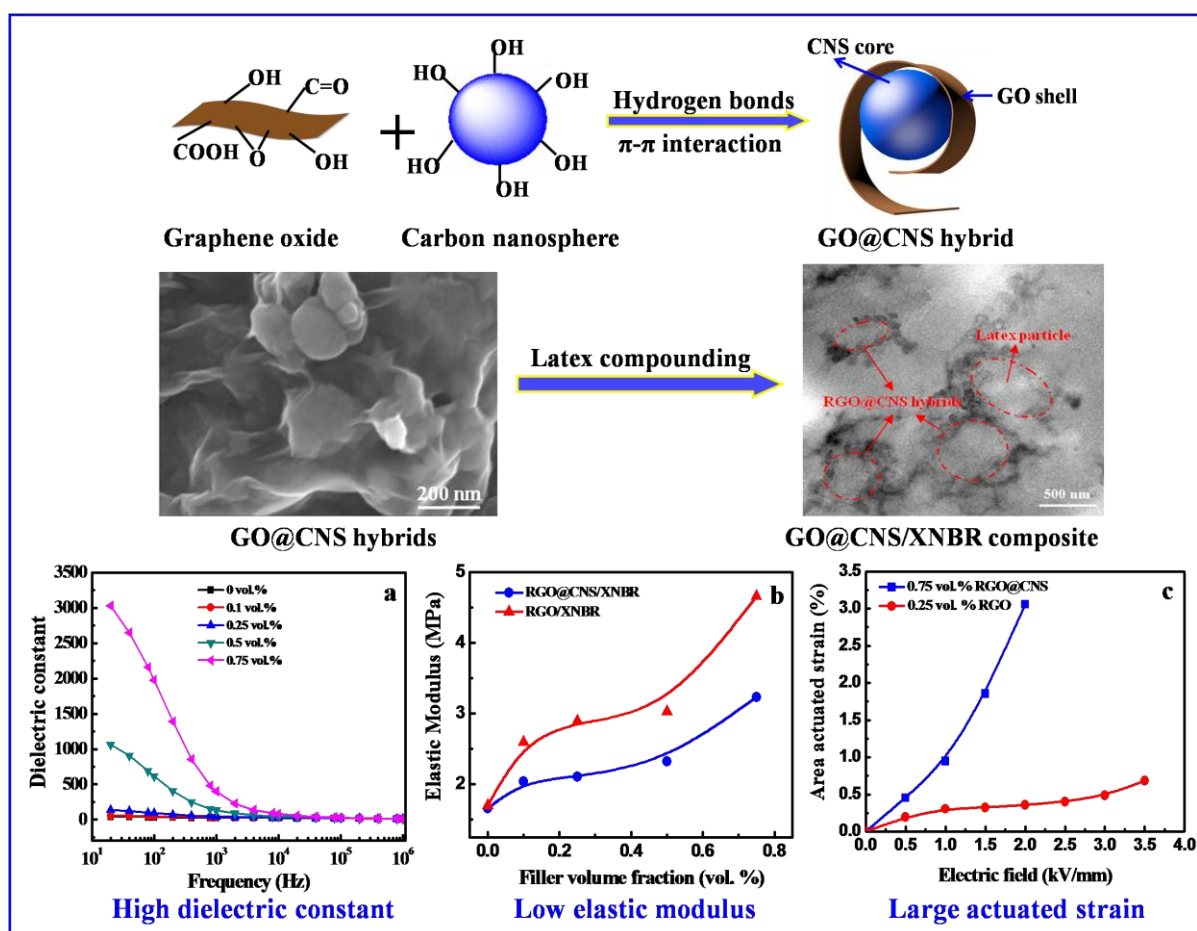 OH
C=O
COOH
O
OH
Graphene oxide
+
OH
HO
OH
HO
OH
OH
Carbon nanosphere
Hydrogen bonds
π-π interaction
CNS core
GO shell
GO@CNS hybrid
200 nm
GO@CNS hybrids
Latex compounding
Latex particle
RGO@CNS hybrids
500 nm
GO@CNS/XNBR composite
a
0 vol.%
0.1 vol.%
0.25 vol.%
0.5 vol.%
0.75 vol.%
Dielectric constant
3500
3000
2500
2000
1500
1000
500
0
10¹
10²
10³
10⁴
10⁵
10⁶
Frequency (Hz)
High dielectric constant
b
RGO@CNS/XNBR
RGO/XNBR
Elastic Modulus (MPa)
5
4
3
2
0.0
0.2
0.4
0.6
0.8
Filler volume fraction (vol. %)
Low elastic modulus
c
0.75 vol.% RGO@CNS
0.25 vol. % RGO
Area actuated strain (%)
3.5
3.0
2.5
2.0
1.5
1.0
0.5
0.0
0.0
0.5
1.0
1.5
2.0
2.5
3.0
3.5
4.0
Electric field (kV/mm)
Large actuated strain